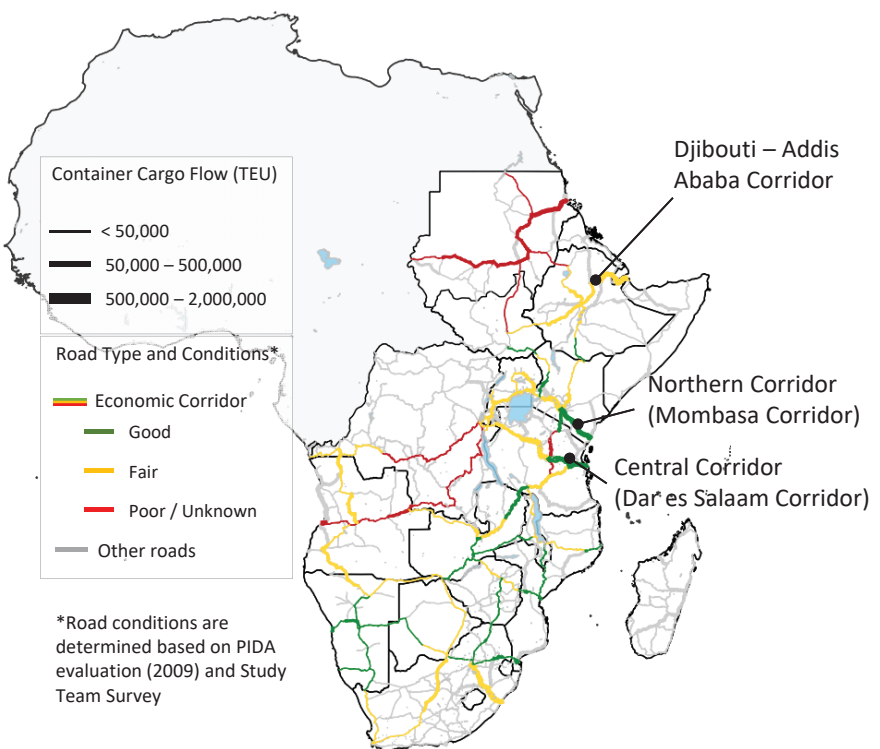 Djibouti – Addis
Ababa Corridor
Container Cargo Flow (TEU)
< 50,000
50,000 – 500,000
500,000 – 2,000,000
Road Type and Conditions*
Economic Corridor
Good
Fair
Poor / Unknown
Other roads
Northern Corridor
(Mombasa Corridor)
Central Corridor
(Dar es Salaam Corridor)
*Road conditions are
determined based on PIDA
evaluation (2009) and Study
Team Survey